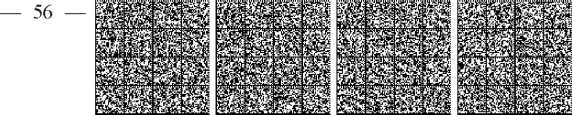 — 56 —